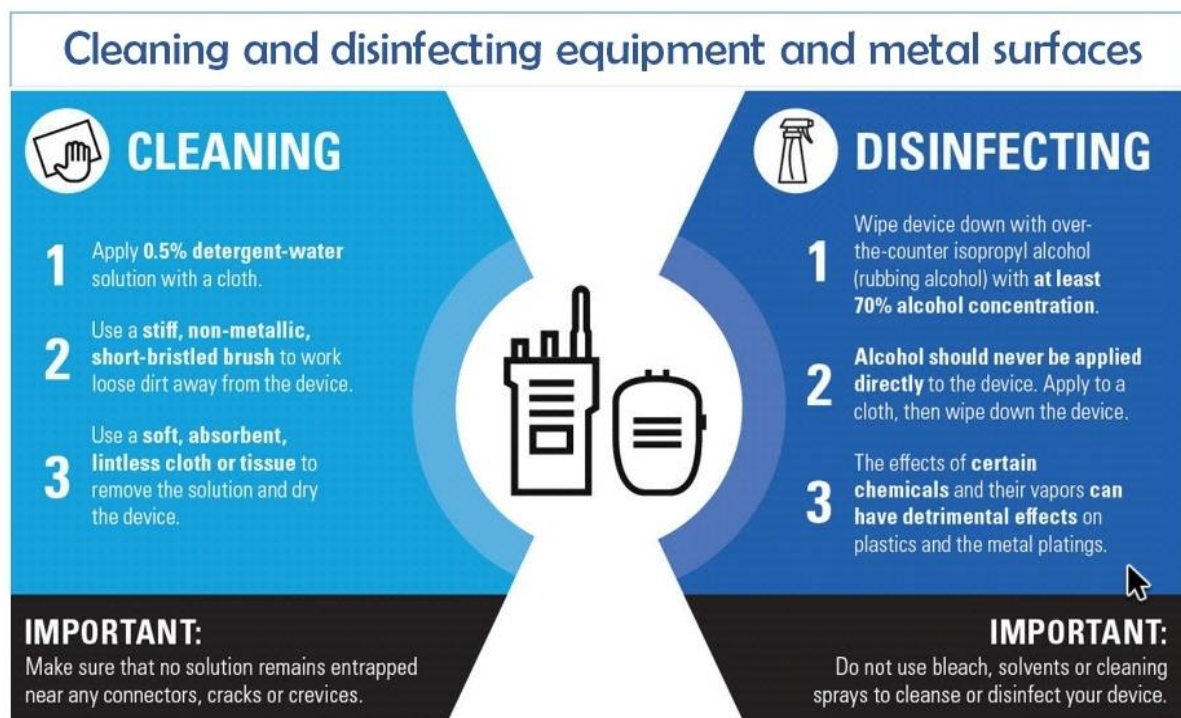 Cleaning and disinfecting equipment and metal surfaces
CLEANING
1
Apply 0.5% detergent-water
solution with a cloth.
2
Use a stiff, non-metallic,
short-bristled brush to work
loose dirt away from the device.
3
Use a soft, absorbent,
lintless cloth or tissue to
remove the solution and dry
the device.
IMPORTANT:
Make sure that no solution remains entrapped
near any connectors, cracks or crevices.
DISINFECTING
1
Wipe device down with over-
the-counter isopropyl alcohol
(rubbing alcohol) with at least
70% alcohol concentration.
2
Alcohol should never be applied
directly to the device. Apply to a
cloth, then wipe down the device.
3
The effects of certain
chemicals and their vapors can
have detrimental effects on
plastics and the metal platings.
IMPORTANT:
Do not use bleach, solvents or cleaning
sprays to cleanse or disinfect your device.